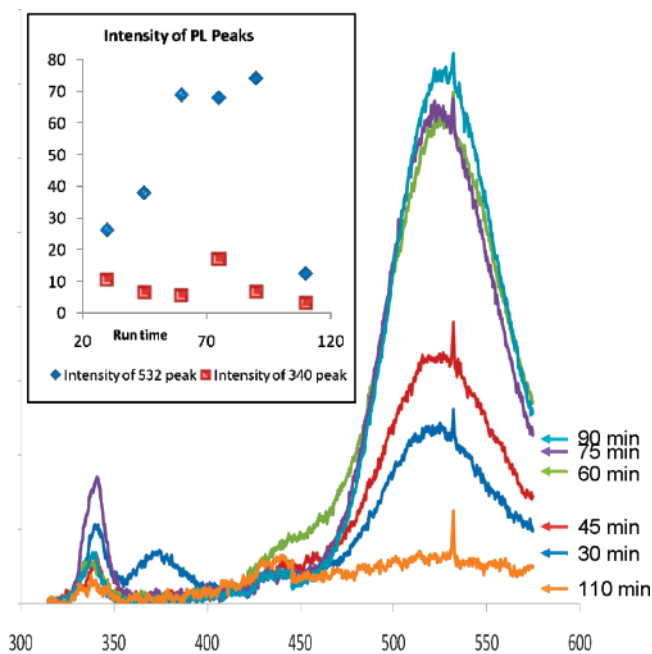 Intensity of PL Peaks
80
70
60
50
40
30
20
10
0
20 Run time 70 120
Intensity of 532 peak Intensity of 340 peak
90 min
75 min
60 min
45 min
30 min
110 min
300 350 400 450 500 550 600